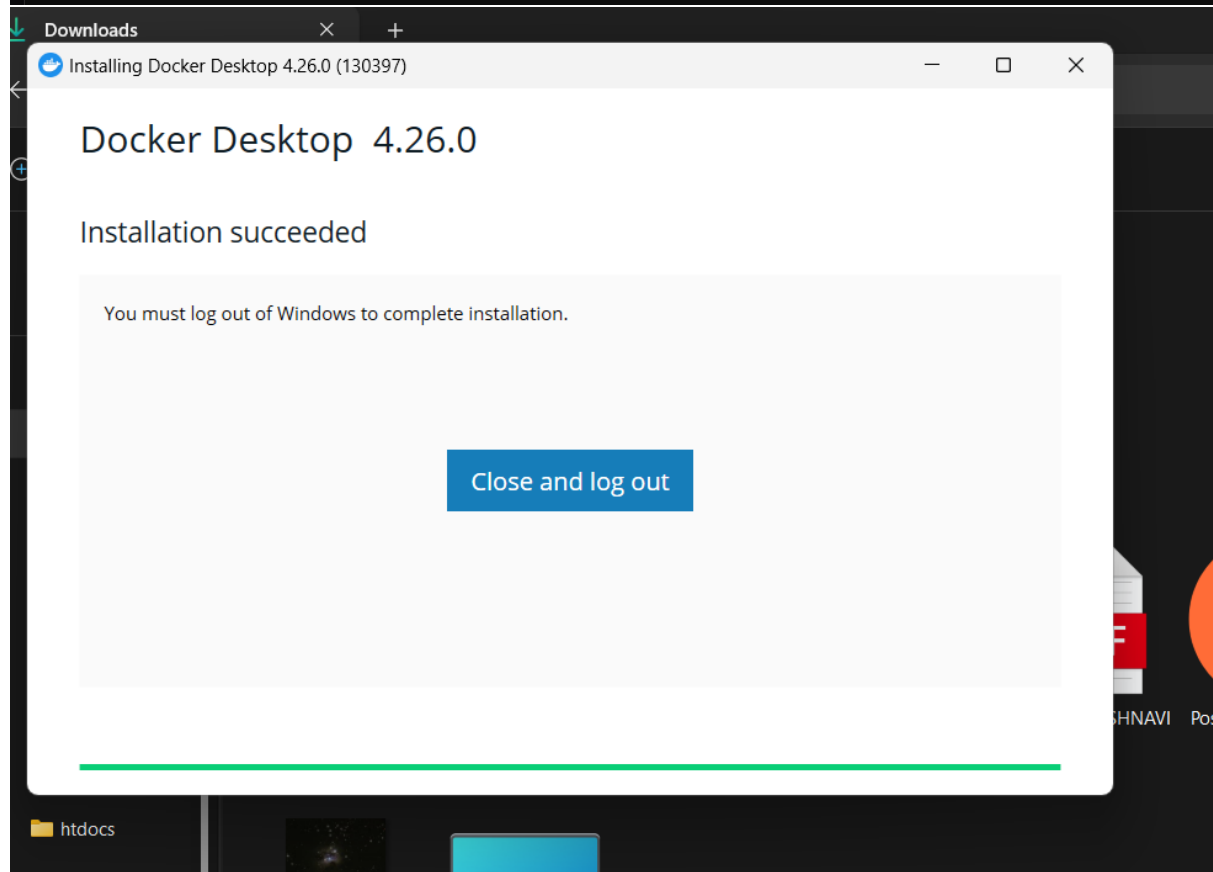 Downloads
Installing Docker Desktop 4.26.0 (130397)
Docker Desktop 4.26.0
Installation succeeded
You must log out of Windows to complete installation.
Close and log out
F
SHNAVI Pos
htdocs